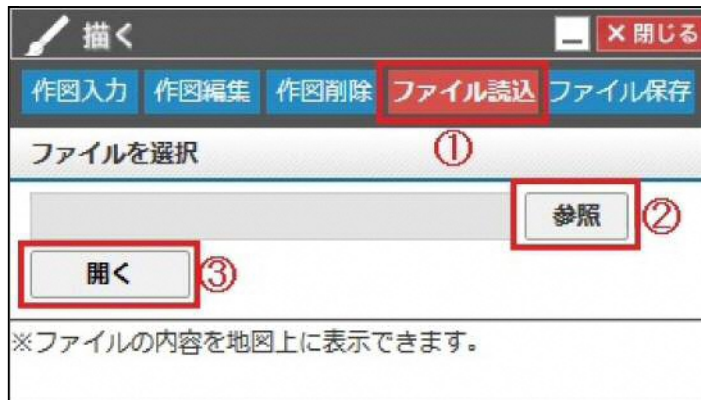 描く
_ ×閉じる
作図入力 作図編集 作図削除 ファイル読込 ファイル保存
①
ファイルを選択
参照 ②
開く ③
※ファイルの内容を地図上に表示できます。